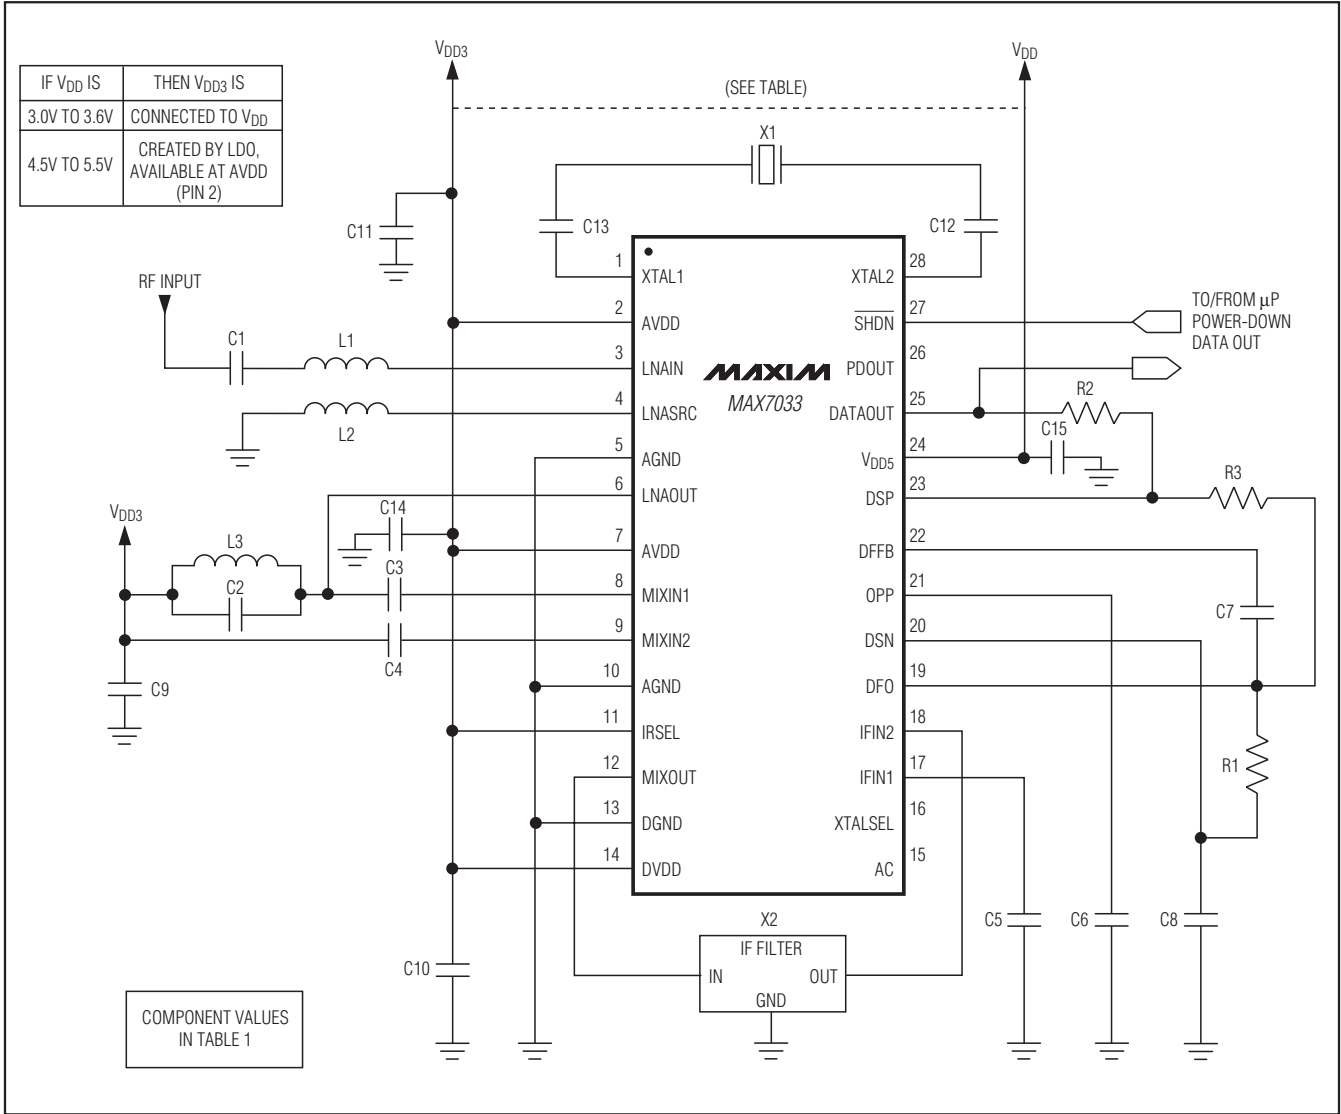 V_DD3
V_DD
IF V_DD IS
THEN V_DD3 IS
3.0V TO 3.6V
CONNECTED TO V_DD
4.5V TO 5.5V
CREATED BY LDO,
AVAILABLE AT AVDD
(PIN 2)
(SEE TABLE)
X1
C11
C13
C12
RF INPUT
C1
L1
L2
TO/FROM μP
POWER-DOWN
DATA OUT
MAXIM
MAX7033
1
XTAL1
2
AVDD
3
LNAIN
4
LNASRC
5
AGND
6
LNAOUT
7
AVDD
8
MIXIN1
9
MIXIN2
10
AGND
11
IRSEL
12
MIXOUT
13
DGND
14
DVDD
28
XTAL2
27
SHDN
26
PDOUT
25
DATAOUT
24
V_DD5
23
DSP
22
DFFB
21
OPP
20
DSN
19
DFO
18
IFIN2
17
IFIN1
16
XTALSEL
15
AC
R2
C15
R3
V_DD3
L3
C2
C14
C3
C4
C9
C7
R1
C10
X2
IF FILTER
IN
OUT
GND
C5
C6
C8
COMPONENT VALUES
IN TABLE 1